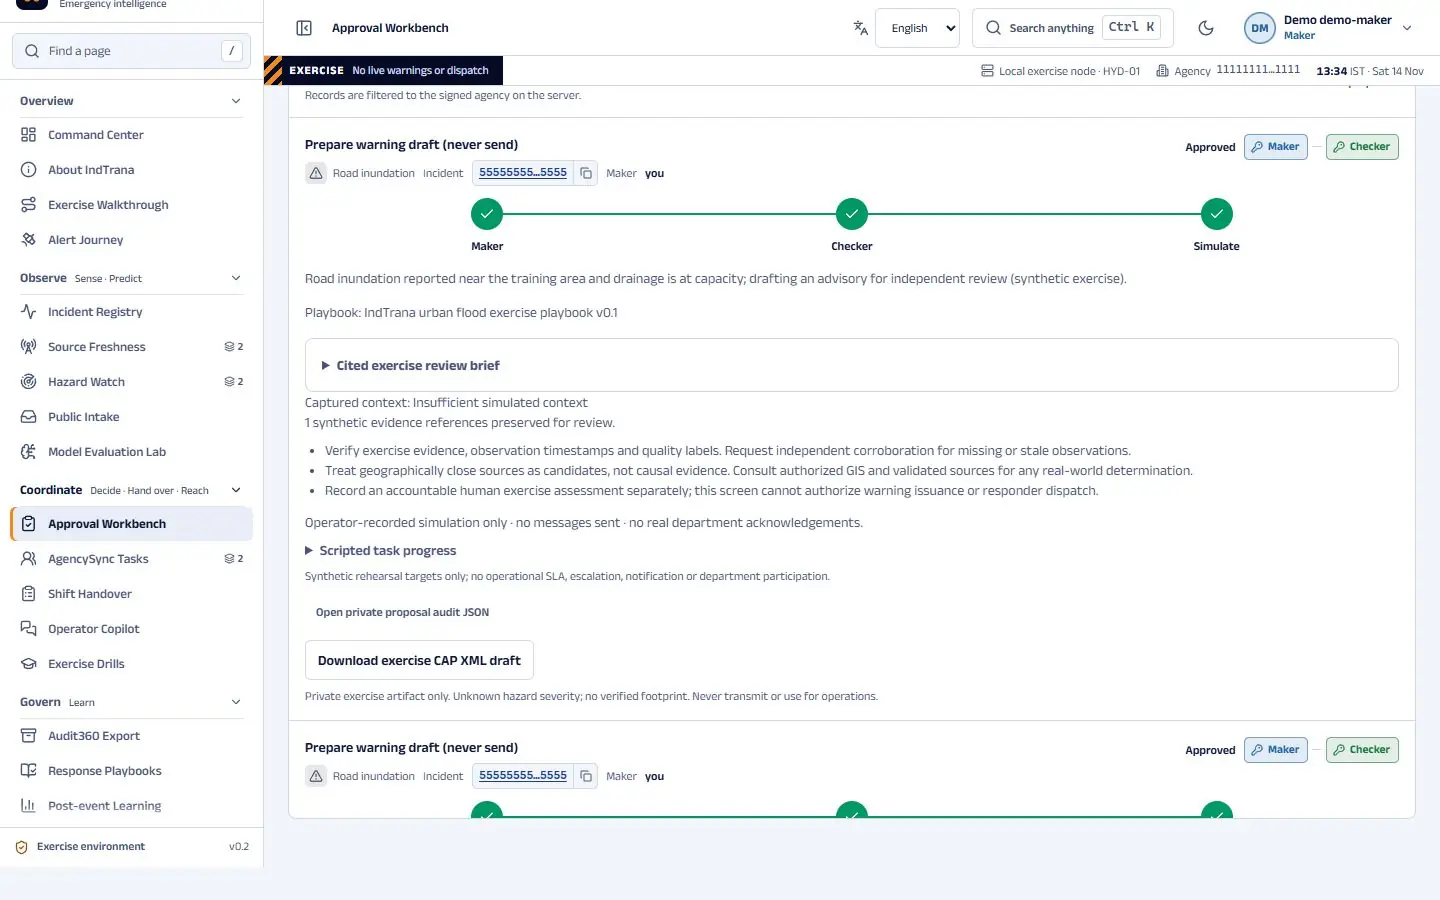 Emergency intelligence
Find a page /
Overview
Command Center
About IndTrana
Exercise Walkthrough
Alert Journey
Observe Sense · Predict
Incident Registry
Source Freshness 2
Hazard Watch 2
Public Intake
Model Evaluation Lab
Coordinate Decide · Hand over · Reach
Approval Workbench
AgencySync Tasks 2
Shift Handover
Operator Copilot
Exercise Drills
Govern Learn
Audit360 Export
Response Playbooks
Post-event Learning
Exercise environment v0.2
Approval Workbench
English
Search anything Ctrl K
DM
Demo demo-maker
Maker
EXERCISE No live warnings or dispatch
Local exercise node · HYD-01
Agency 11111111…1111
13:34 IST · Sat 14 Nov
Records are filtered to the signed agency on the server.
Prepare warning draft (never send)
Approved Maker Checker
Road inundation Incident 55555555…5555 Maker you
Maker Checker Simulate
Road inundation reported near the training area and drainage is at capacity; drafting an advisory for independent review (synthetic exercise).
Playbook: IndTrana urban flood exercise playbook v0.1
Cited exercise review brief
Captured context: Insufficient simulated context
1 synthetic evidence references preserved for review.
• Verify exercise evidence, observation timestamps and quality labels. Request independent corroboration for missing or stale observations.
• Treat geographically close sources as candidates, not causal evidence. Consult authorized GIS and validated sources for any real-world determination.
• Record an accountable human exercise assessment separately; this screen cannot authorize warning issuance or responder dispatch.
Operator-recorded simulation only · no messages sent · no real department acknowledgements.
Scripted task progress
Synthetic rehearsal targets only; no operational SLA, escalation, notification or department participation.
Open private proposal audit JSON
Download exercise CAP XML draft
Private exercise artifact only. Unknown hazard severity; no verified footprint. Never transmit or use for operations.
Prepare warning draft (never send)
Approved Maker Checker
Road inundation Incident 55555555…5555 Maker you